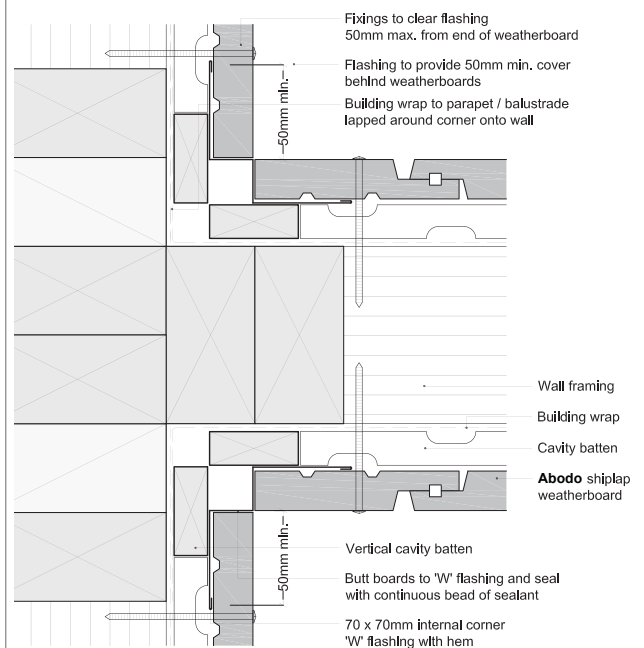 Fixings to clear flashing
50mm max. from end of weatherboard
Flashing to provide 50mm min. cover
behind weatherboards
Building wrap to parapet / balustrade
lapped around corner onto wall
50mm min.
Wall framing
Building wrap
Cavity batten
Abodo shiplap
weatherboard
50mm min.
Vertical cavity batten
Butt boards to 'W' flashing and seal
with continuous bead of sealant
70 x 70mm internal corner
'W' flashing with hem